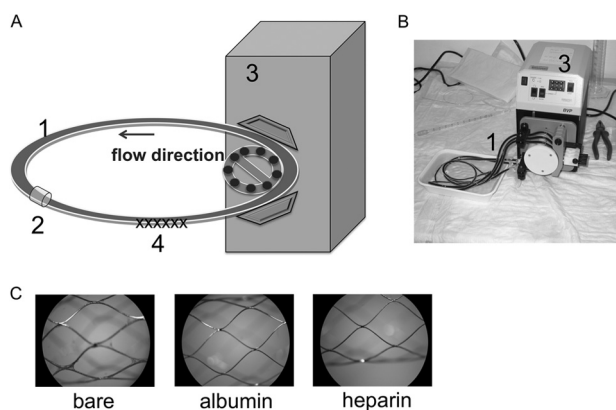 A
1
2
3
4
flow direction
xxxxxx
B
3
1
C
bare
albumin
heparin